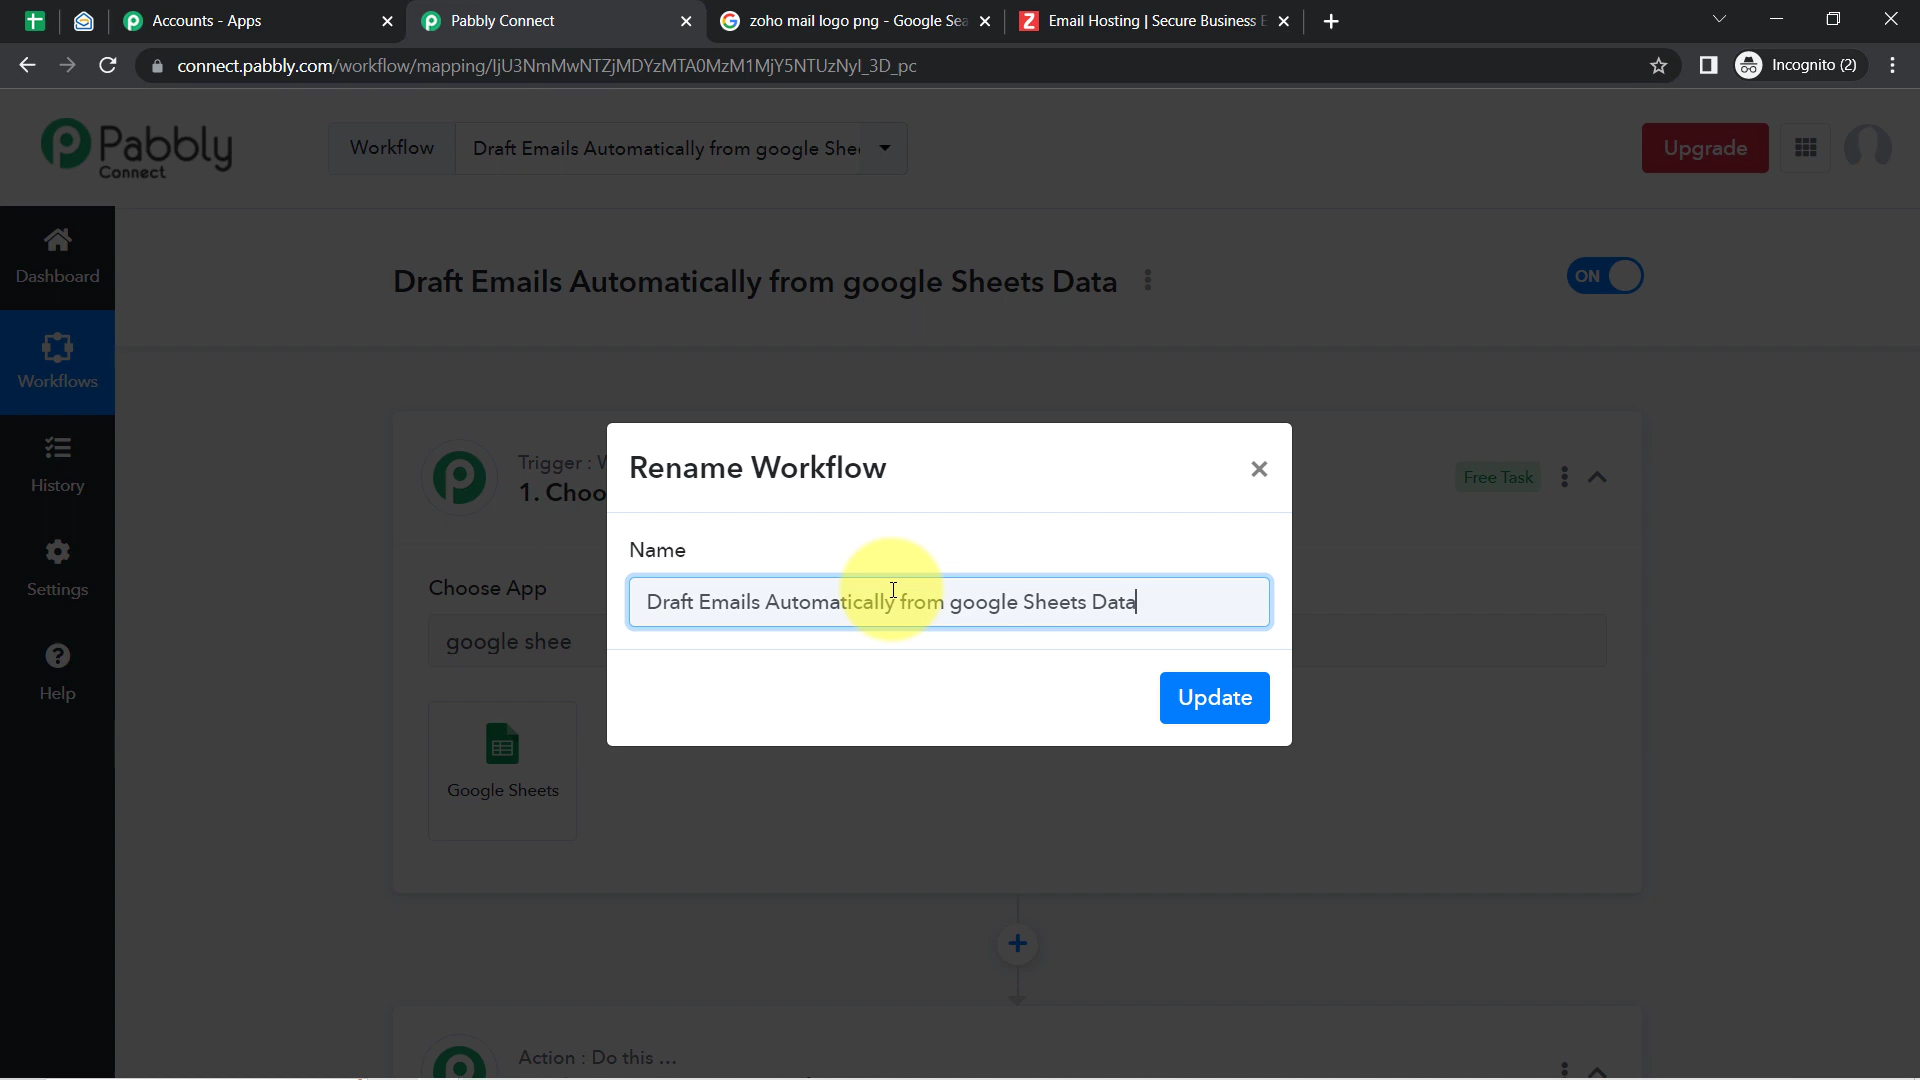 Accounts - Apps
Pabbly Connect
zoho mail logo png - Google Sea
Email Hosting | Secure Business E
connect.pabbly.com/workflow/mapping/IjU3NmMwNTZjMDYzMTA0MzM1MjY5NTUzNyI_3D_pc
Incognito (2)
Pabbly
Connect
Workflow
Draft Emails Automatically from google She
Upgrade
Dashboard
Draft Emails Automatically from google Sheets Data
ON
Workflows
Rename Workflow
Trigger : W
1. Choo
Free Task
History
Name
Choose App
Settings
Draft Emails Automatically from google Sheets Data
google shee
Help
Update
Google Sheets
Action : Do this ...